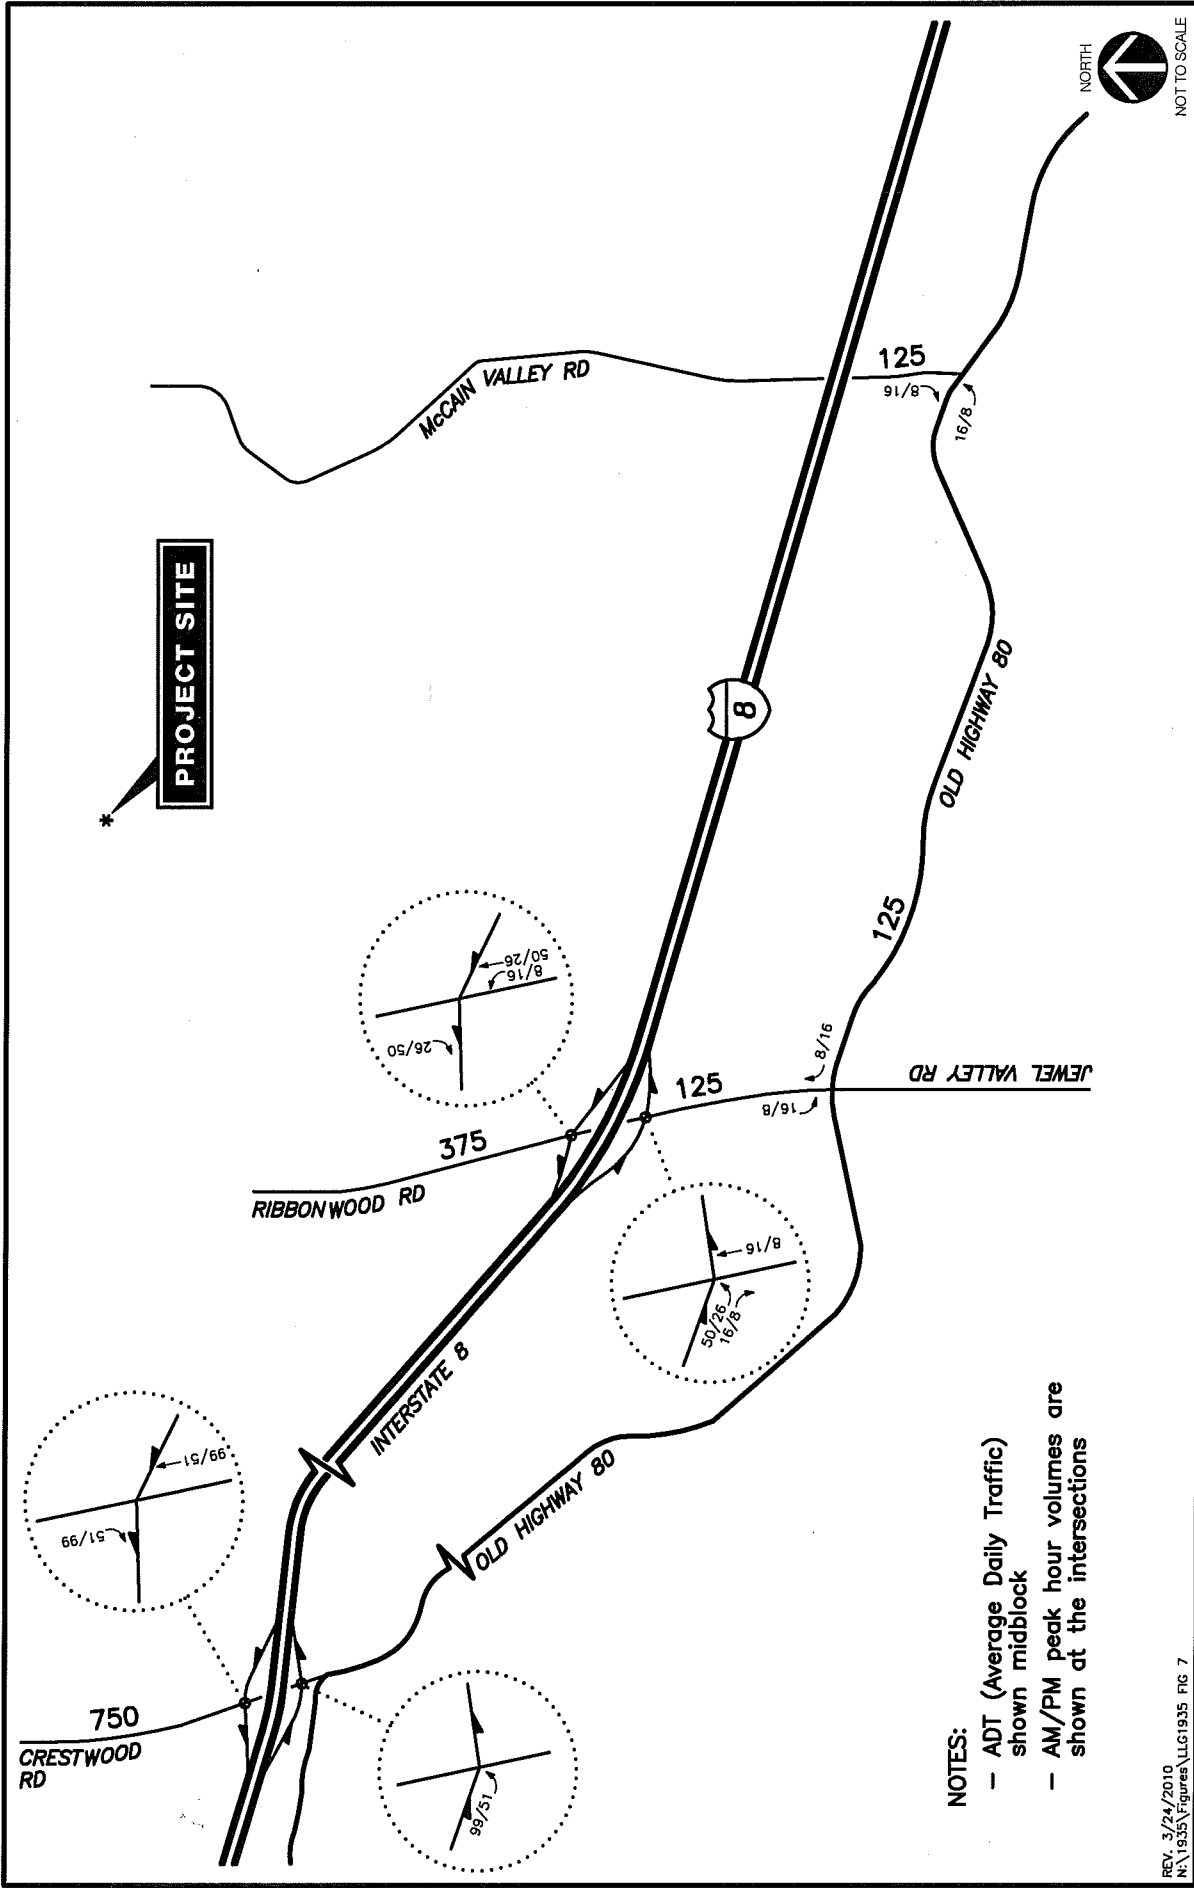 CRESTWOOD
RD
750
51/99
99/51
99/51
RIBBONWOOD RD
375
26/50
8/16
50/26
INTERSTATE 8
OLD HIGHWAY 80
50/26
16/8
8/16
125
16/8
8/16
JEWEL VALLEY RD
PROJECT SITE
*
8
125
OLD HIGHWAY 80
McCAIN VALLEY RD
125
8/16
16/8
NORTH
NOT TO SCALE
NOTES:
– ADT (Average Daily Traffic)
shown midblock
– AM/PM peak hour volumes are
shown at the intersections
REV. 3/24/2010
N:\1935\Figures\LLG1935 FIG 7